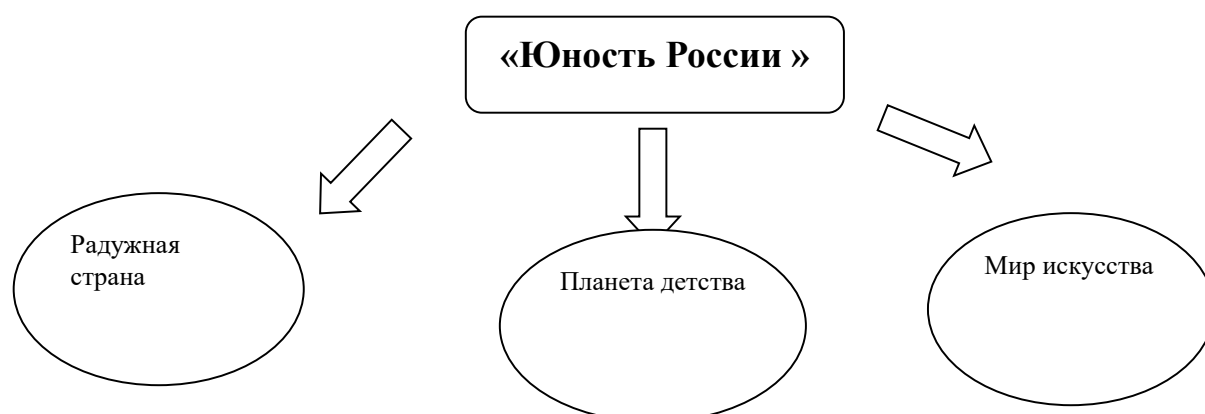 «Юность России »
Радужная
страна
Планета детства
Мир искусства